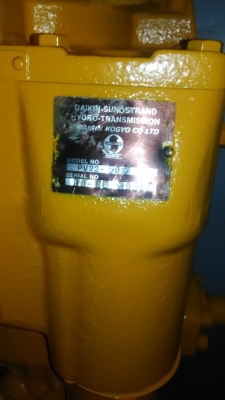 DAIKIN-SUNDSTRAND
HYDRO-TRANSMISSION
DAIKIN KOGYO CO LTD
MODEL NO
SERIAL NO